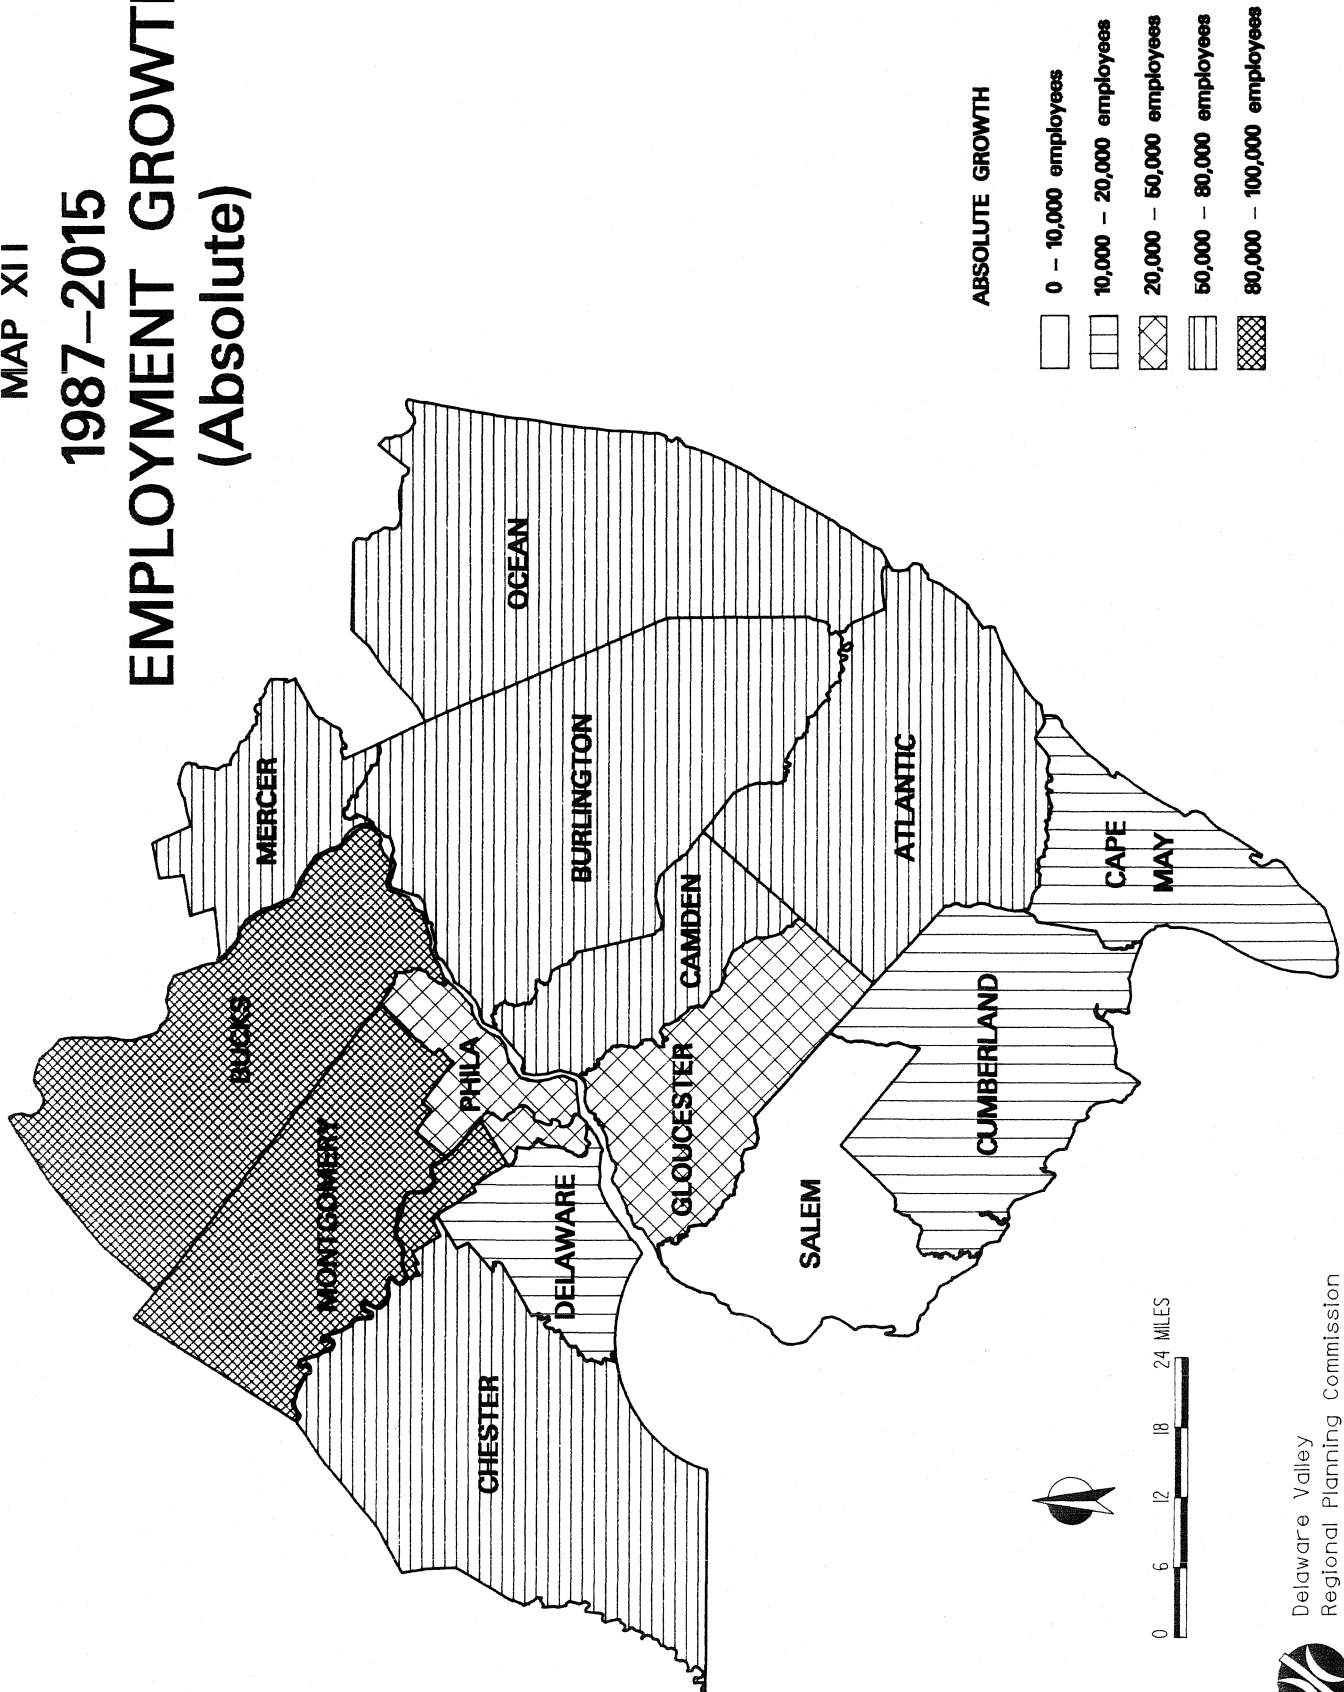 MAP XII
1987–2015
EMPLOYMENT GROWTH
(Absolute)
ABSOLUTE GROWTH
0 – 10,000 employees
10,000 – 20,000 employees
20,000 – 50,000 employees
50,000 – 80,000 employees
80,000 – 100,000 employees
BUCKS
MONTGOMERY
MERCER
PHILA
CHESTER
DELAWARE
BURLINGTON
OCEAN
CAMDEN
GLOUCESTER
SALEM
ATLANTIC
CUMBERLAND
CAPE
MAY
0 6 12 18 24 MILES
Delaware Valley
Regional Planning Commission